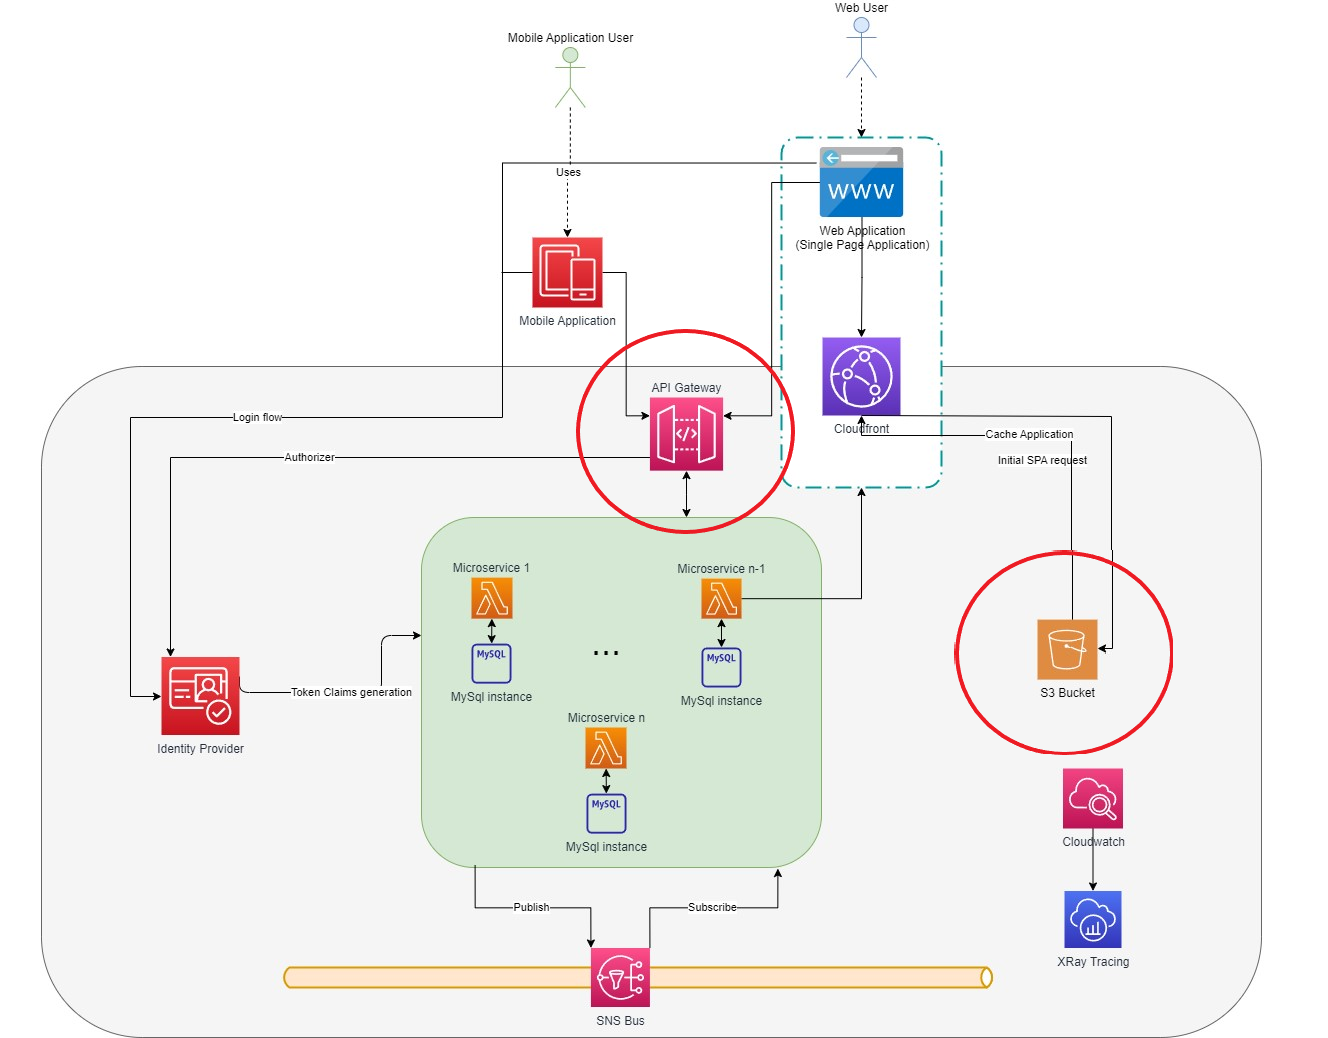 Web User
Mobile Application User
WWW
Uses
Web Application
(Single Page Application)
Mobile Application
API Gateway
</>
Login flow
Cloudfront
Cache Application
Authorizer
Initial SPA request
Microservice 1
Microservice n-1
MySQL
MySQL
...
MySql instance
MySql instance
Token Claims generation
S3 Bucket
Microservice n
Identity Provider
MySQL
MySql instance
Cloudwatch
Publish
Subscribe
XRay Tracing
SNS Bus